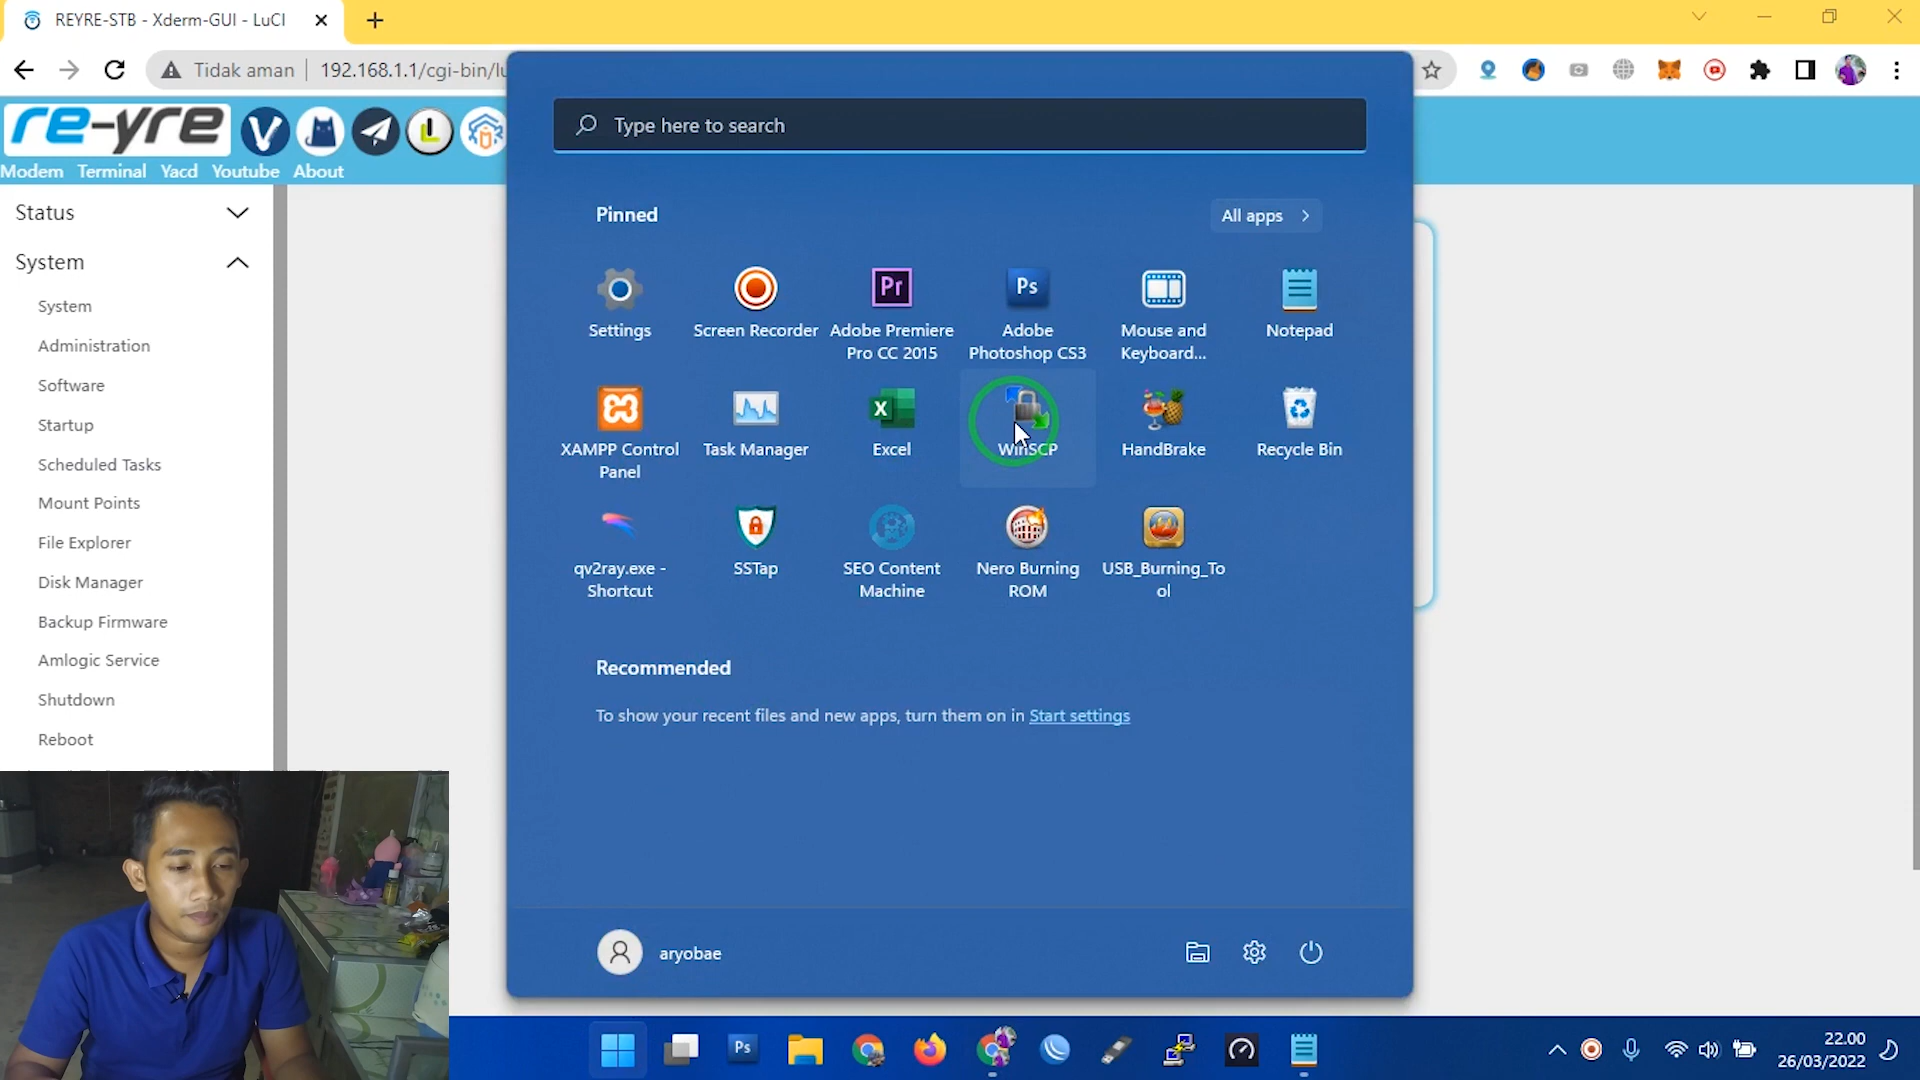 REYRE-STB - Xderm-GUI - LuCI
Tidak aman
192.168.1.1/cgi-bin/lu
re-yre
Modem Terminal Yacd Youtube About
Status
System
System
Administration
Software
Startup
Scheduled Tasks
Mount Points
File Explorer
Disk Manager
Backup Firmware
Amlogic Service
Shutdown
Reboot
Type here to search
Pinned
All apps
Pr
Ps
Settings
Screen Recorder
Adobe Premiere
Pro CC 2015
Adobe
Photoshop CS3
Mouse and
Keyboard...
Notepad
XAMPP Control
Panel
Task Manager
Excel
WinSCP
HandBrake
Recycle Bin
qv2ray.exe -
Shortcut
SSTap
SEO Content
Machine
Nero Burning
ROM
USB_Burning_To
ol
Recommended
To show your recent files and new apps, turn them on in Start settings
aryobae
Ps
22.00
26/03/2022